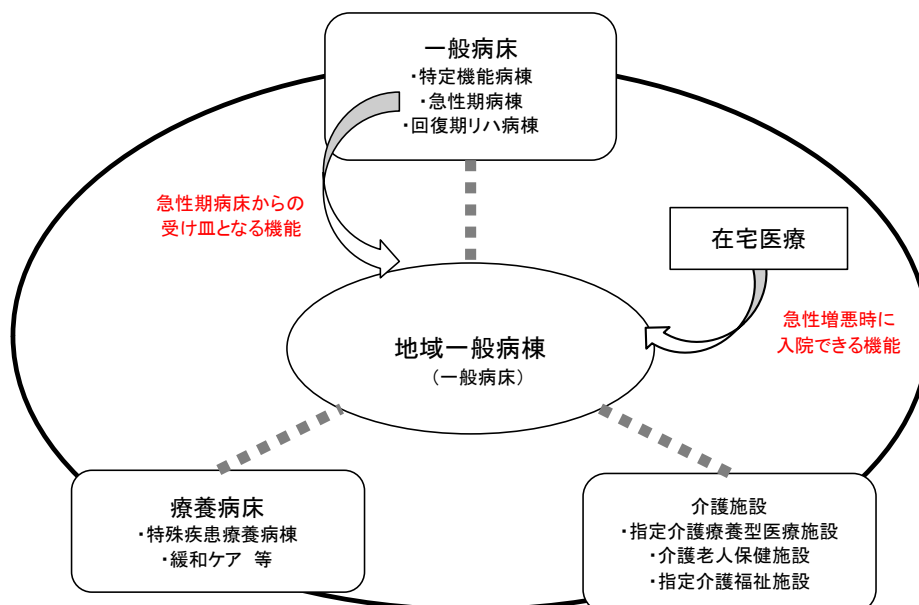 一般病床
・特定機能病棟
・急性期病棟
・回復期リハ病棟
急性期病床からの
受け皿となる機能
在宅医療
急性増悪時に
入院できる機能
地域一般病棟
（一般病床）
療養病床
・特殊疾患療養病棟
・緩和ケア 等
介護施設
・指定介護療養型医療施設
・介護老人保健施設
・指定介護福祉施設